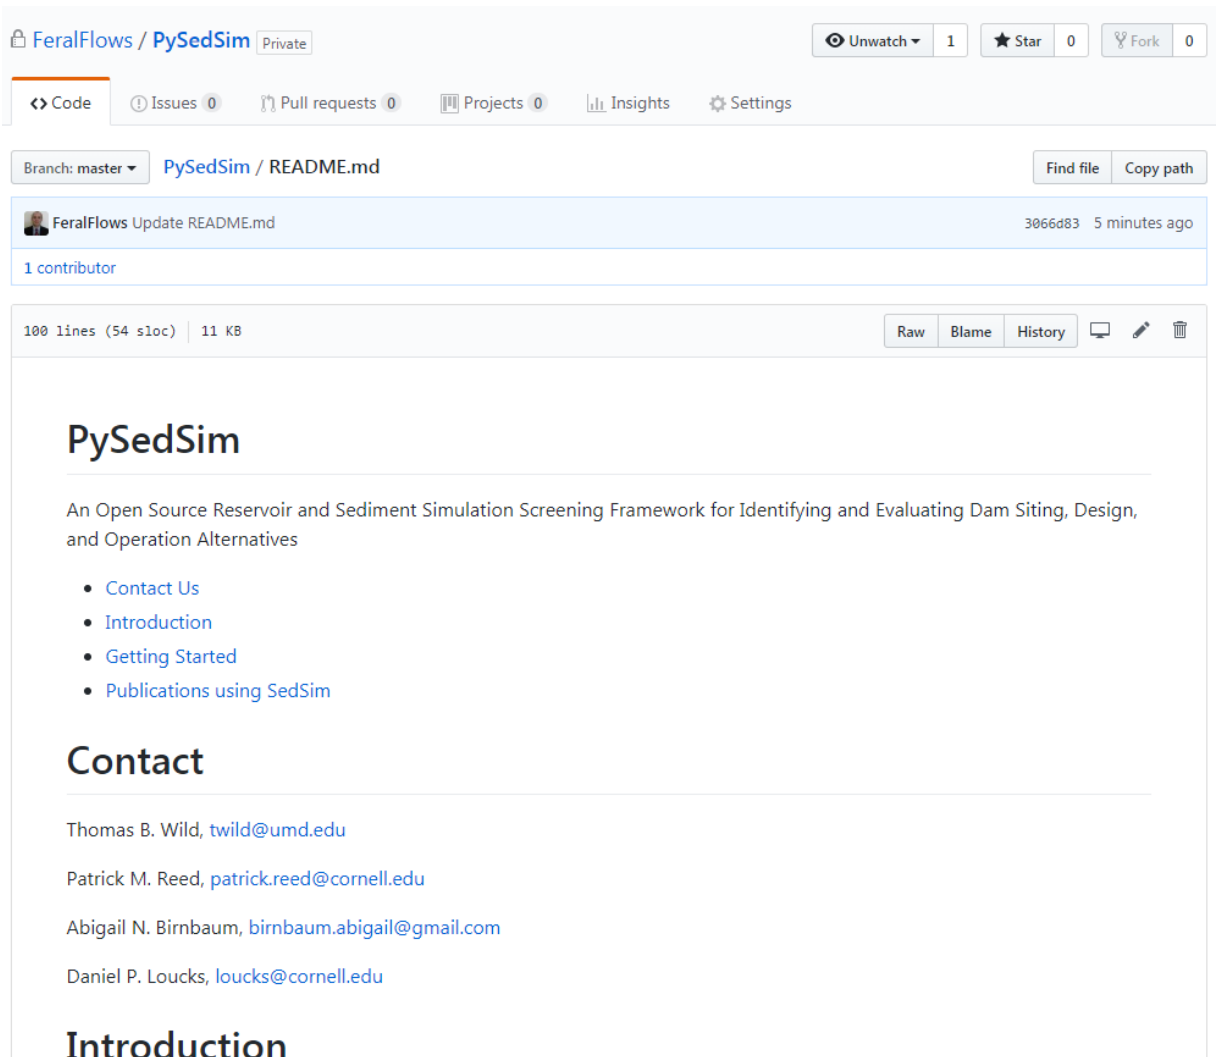 FeralFlows / PySedSim Private
Unwatch 1 Star 0 Fork 0
Code Issues 0 Pull requests 0 Projects 0 Insights Settings
Branch: master PySedSim / README.md Find file Copy path
FeralFlows Update README.md 3066d83 5 minutes ago
1 contributor
100 lines (54 sloc) 11 KB Raw Blame History
PySedSim
An Open Source Reservoir and Sediment Simulation Screening Framework for Identifying and Evaluating Dam Siting, Design,
and Operation Alternatives
Contact Us
Introduction
Getting Started
Publications using SedSim
Contact
Thomas B. Wild, twild@umd.edu
Patrick M. Reed, patrick.reed@cornell.edu
Abigail N. Birnbaum, birnbaum.abigail@gmail.com
Daniel P. Loucks, loucks@cornell.edu
Introduction